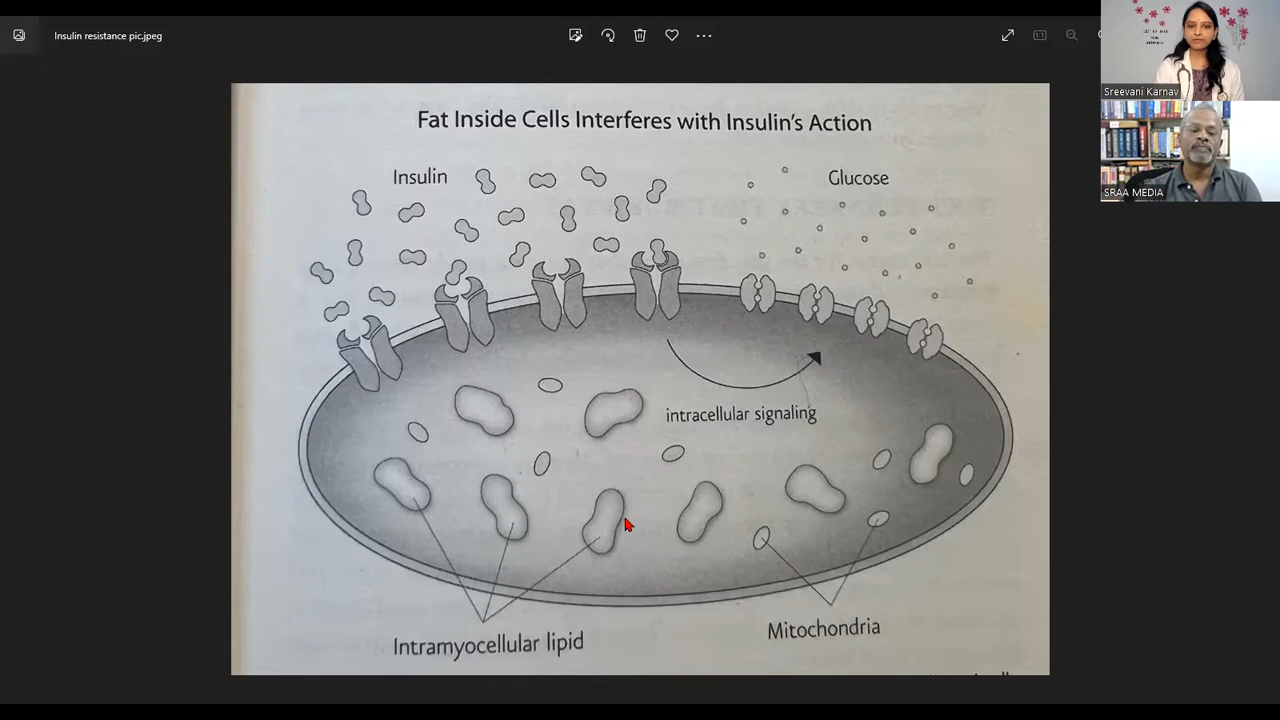 Insulin resistance pic.jpeg
Sreevani Karnav
SRAA MEDIA
Fat Inside Cells Interferes with Insulin's Action
Insulin
Glucose
intracellular signaling
Intramyocellular lipid
Mitochondria